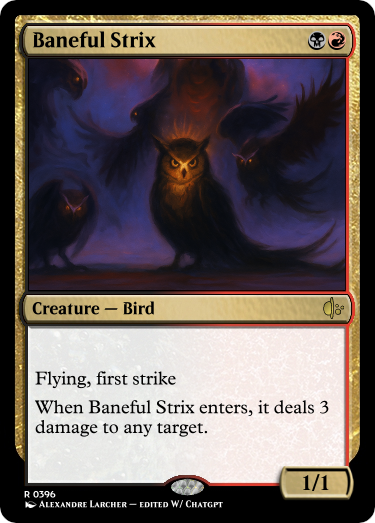 Baneful Strix
Creature — Bird
Flying, first strike
When Baneful Strix enters, it deals 3
damage to any target.
1/1
R 0396
Alexandre Larcher — edited W/ Chatgpt